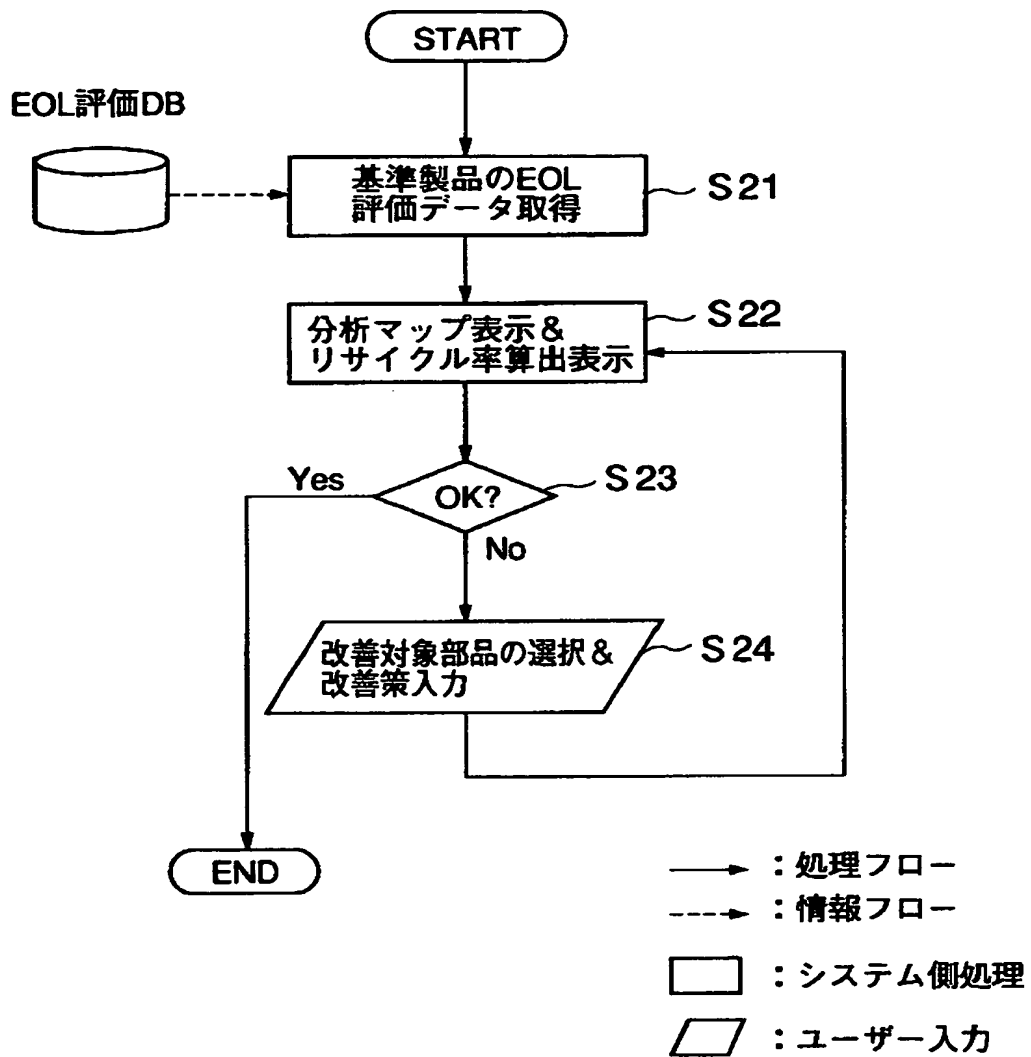 START
EOL評価DB
基準製品のEOL
評価データ取得
S21
分析マップ表示&
リサイクル率算出表示
S22
Yes
OK?
S23
No
改善対象部品の選択&
改善策入力
S24
END
:処理フロー
:情報フロー
:システム側処理
:ユーザー入力